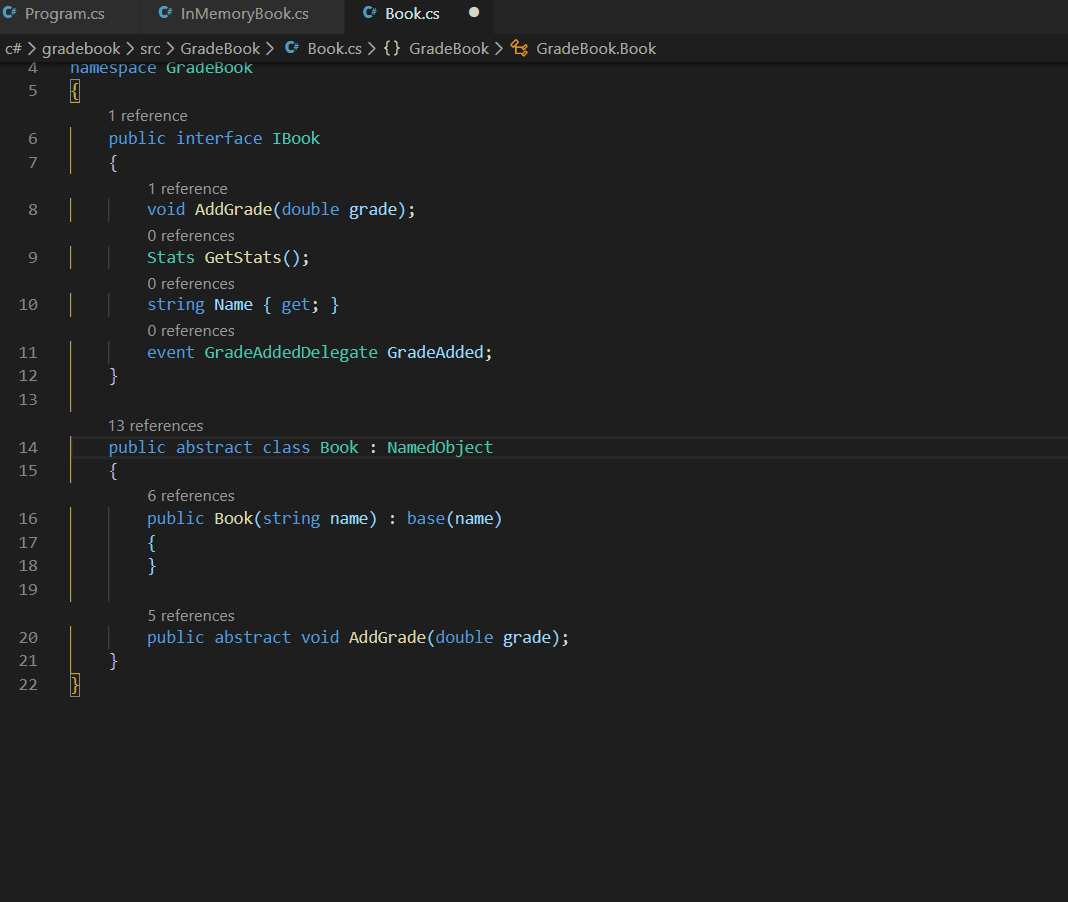 C# Program.cs C# InMemoryBook.cs C# Book.cs
c# > gradebook > src > GradeBook > C# Book.cs > {} GradeBook > GradeBook.Book
4 namespace GradeBook
5 {
1 reference
6 public interface IBook
7 {
1 reference
8 void AddGrade(double grade);
0 references
9 Stats GetStats();
0 references
10 string Name { get; }
0 references
11 event GradeAddedDelegate GradeAdded;
12 }
13
13 references
14 public abstract class Book : NamedObject
15 {
6 references
16 public Book(string name) : base(name)
17 {
18 }
19
5 references
20 public abstract void AddGrade(double grade);
21 }
22 }